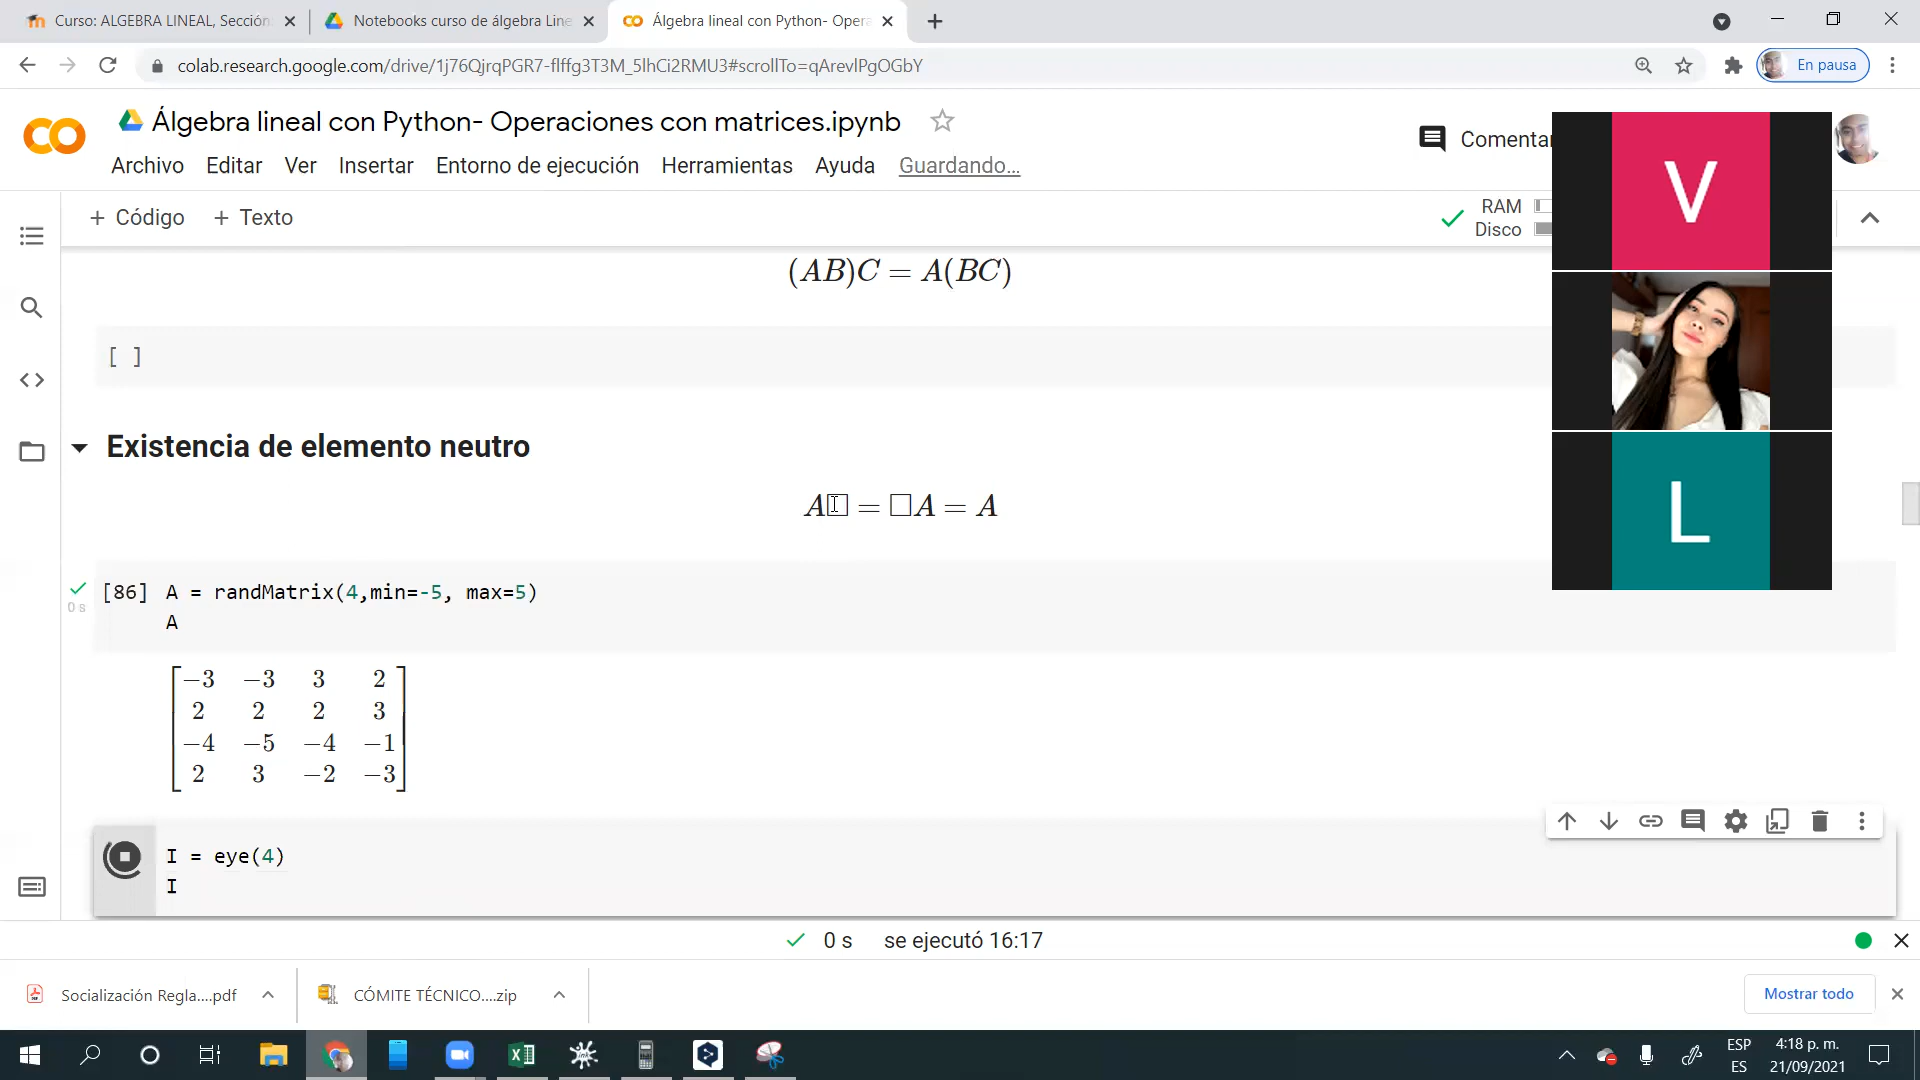 Curso: ALGEBRA LINEAL, Sección
Notebooks curso de álgebra Line
Álgebra lineal con Python- Opera
colab.research.google.com/drive/1j76QjrqPGR7-flffg3T3M_5lhCi2RMU3#scrollTo=qArevlPgOGbY
En pausa
Álgebra lineal con Python- Operaciones con matrices.ipynb
Comentar
Archivo Editar Ver Insertar Entorno de ejecución Herramientas Ayuda Guardando...
+ Código + Texto
RAM
Disco
V
(AB)C = A(BC)
[ ]
Existencia de elemento neutro
A□ = □A = A
L
[86] A = randMatrix(4,min=-5, max=5)
0 s
A
−3 −3 3 2
2 2 2 3
−4 −5 −4 −1
2 3 −2 −3
I = eye(4)
I
0 s se ejecutó 16:17
Socialización Regla....pdf
CÓMITE TÉCNICO....zip
Mostrar todo
ESP
ES
4:18 p. m.
21/09/2021